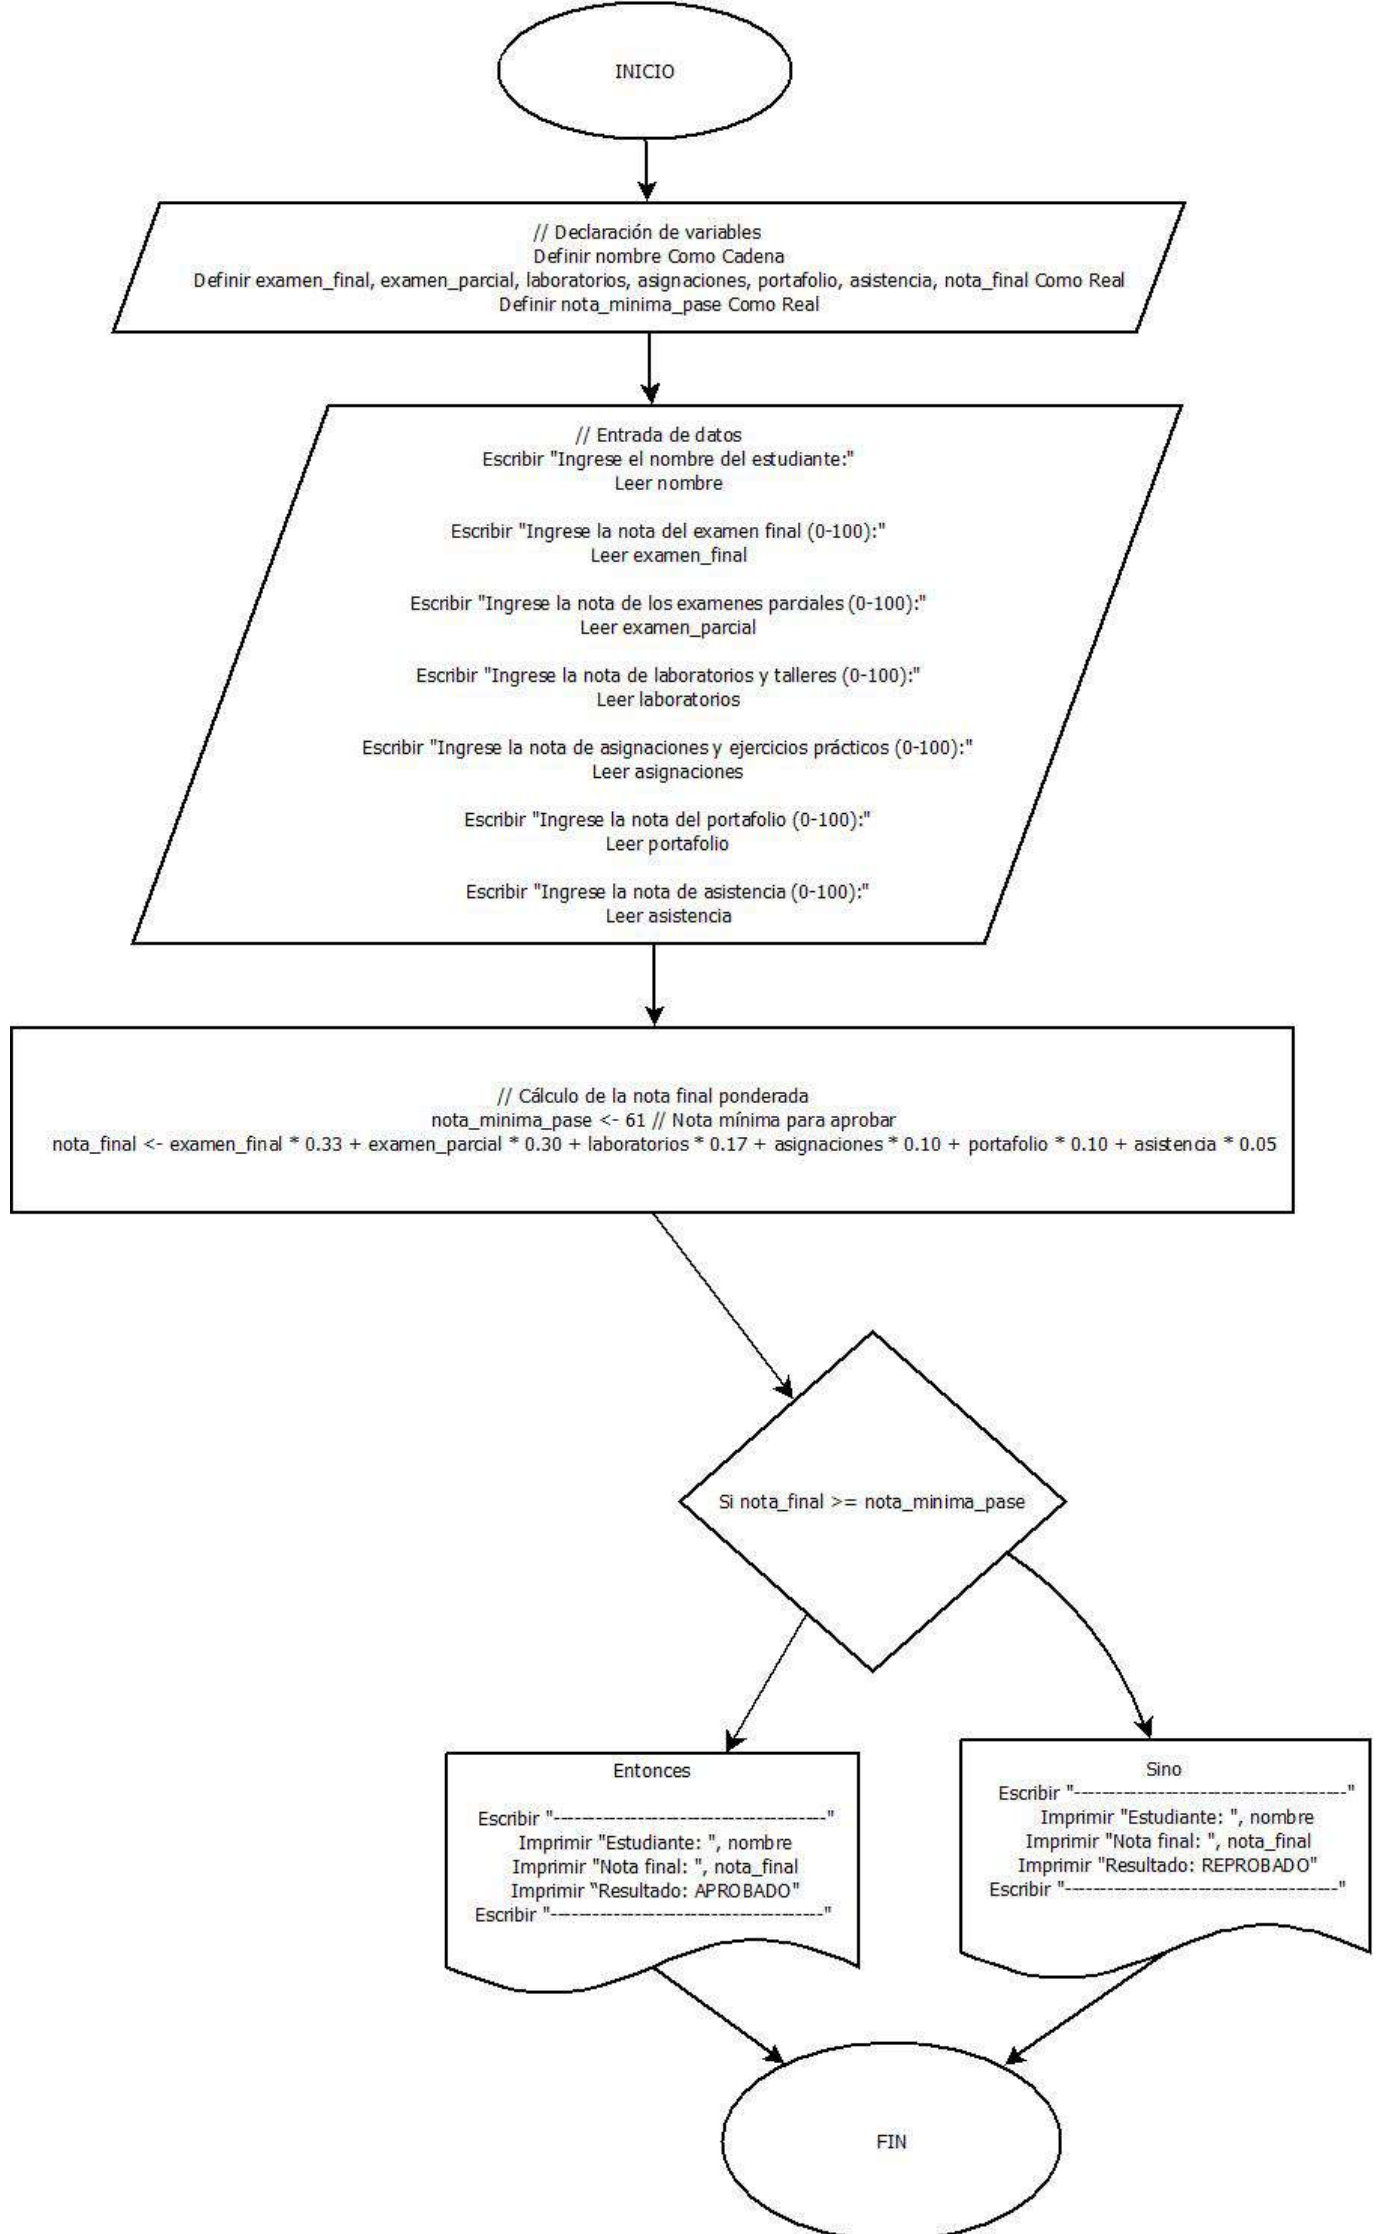 INICIO
// Declaración de variables
Definir nombre Como Cadena
Definir examen_final, examen_parcial, laboratorios, asignaciones, portafolio, asistencia, nota_final Como Real
Definir nota_minima_pase Como Real
// Entrada de datos
Escribir "Ingrese el nombre del estudiante:"
Leer nombre
Escribir "Ingrese la nota del examen final (0-100):"
Leer examen_final
Escribir "Ingrese la nota de los examenes parciales (0-100):"
Leer examen_parcial
Escribir "Ingrese la nota de laboratorios y talleres (0-100):"
Leer laboratorios
Escribir "Ingrese la nota de asignaciones y ejercicios prácticos (0-100):"
Leer asignaciones
Escribir "Ingrese la nota del portafolio (0-100):"
Leer portafolio
Escribir "Ingrese la nota de asistencia (0-100):"
Leer asistencia
// Cálculo de la nota final ponderada
nota_minima_pase <- 61 // Nota mínima para aprobar
nota_final <- examen_final * 0.33 + examen_parcial * 0.30 + laboratorios * 0.17 + asignaciones * 0.10 + portafolio * 0.10 + asistencia * 0.05
Si nota_final >= nota_minima_pase
Entonces
Escribir "---------------------------------------"
Imprimir "Estudiante: ", nombre
Imprimir "Nota final: ", nota_final
Imprimir “Resultado: APROBADO"
Escribir "---------------------------------------"
Sino
Escribir "---------------------------------------"
Imprimir "Estudiante: ", nombre
Imprimir "Nota final: ", nota_final
Imprimir "Resultado: REPROBADO"
Escribir "---------------------------------------"
FIN